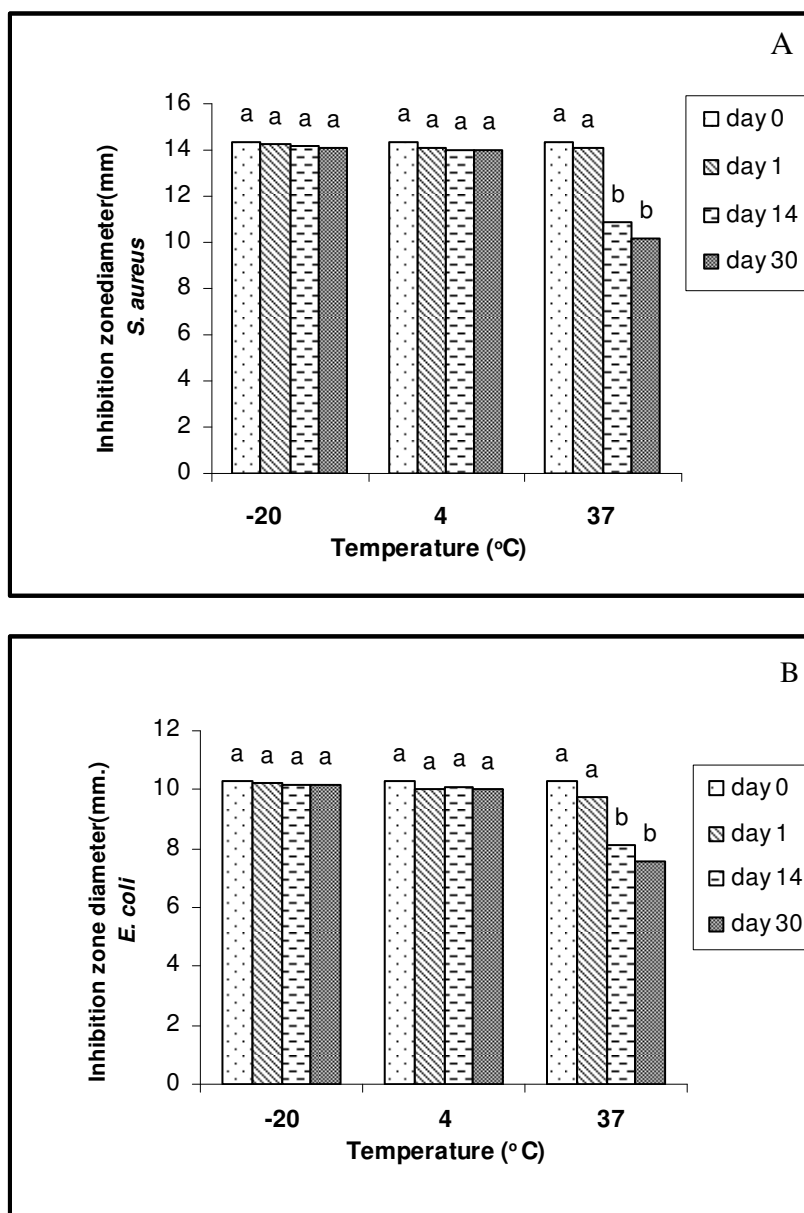 A
16
14
12
10
8
6
4
2
0
a a a a a a a a a a b b
Inhibition zonediameter(mm)
S. aureus
-20 4 37
Temperature (°C)
day 0
day 1
day 14
day 30
B
12
10
8
6
4
2
0
a a a a a a a a a a b b
Inhibition zone diameter(mm.)
E. coli
-20 4 37
Temperature (° C)
day 0
day 1
day 14
day 30